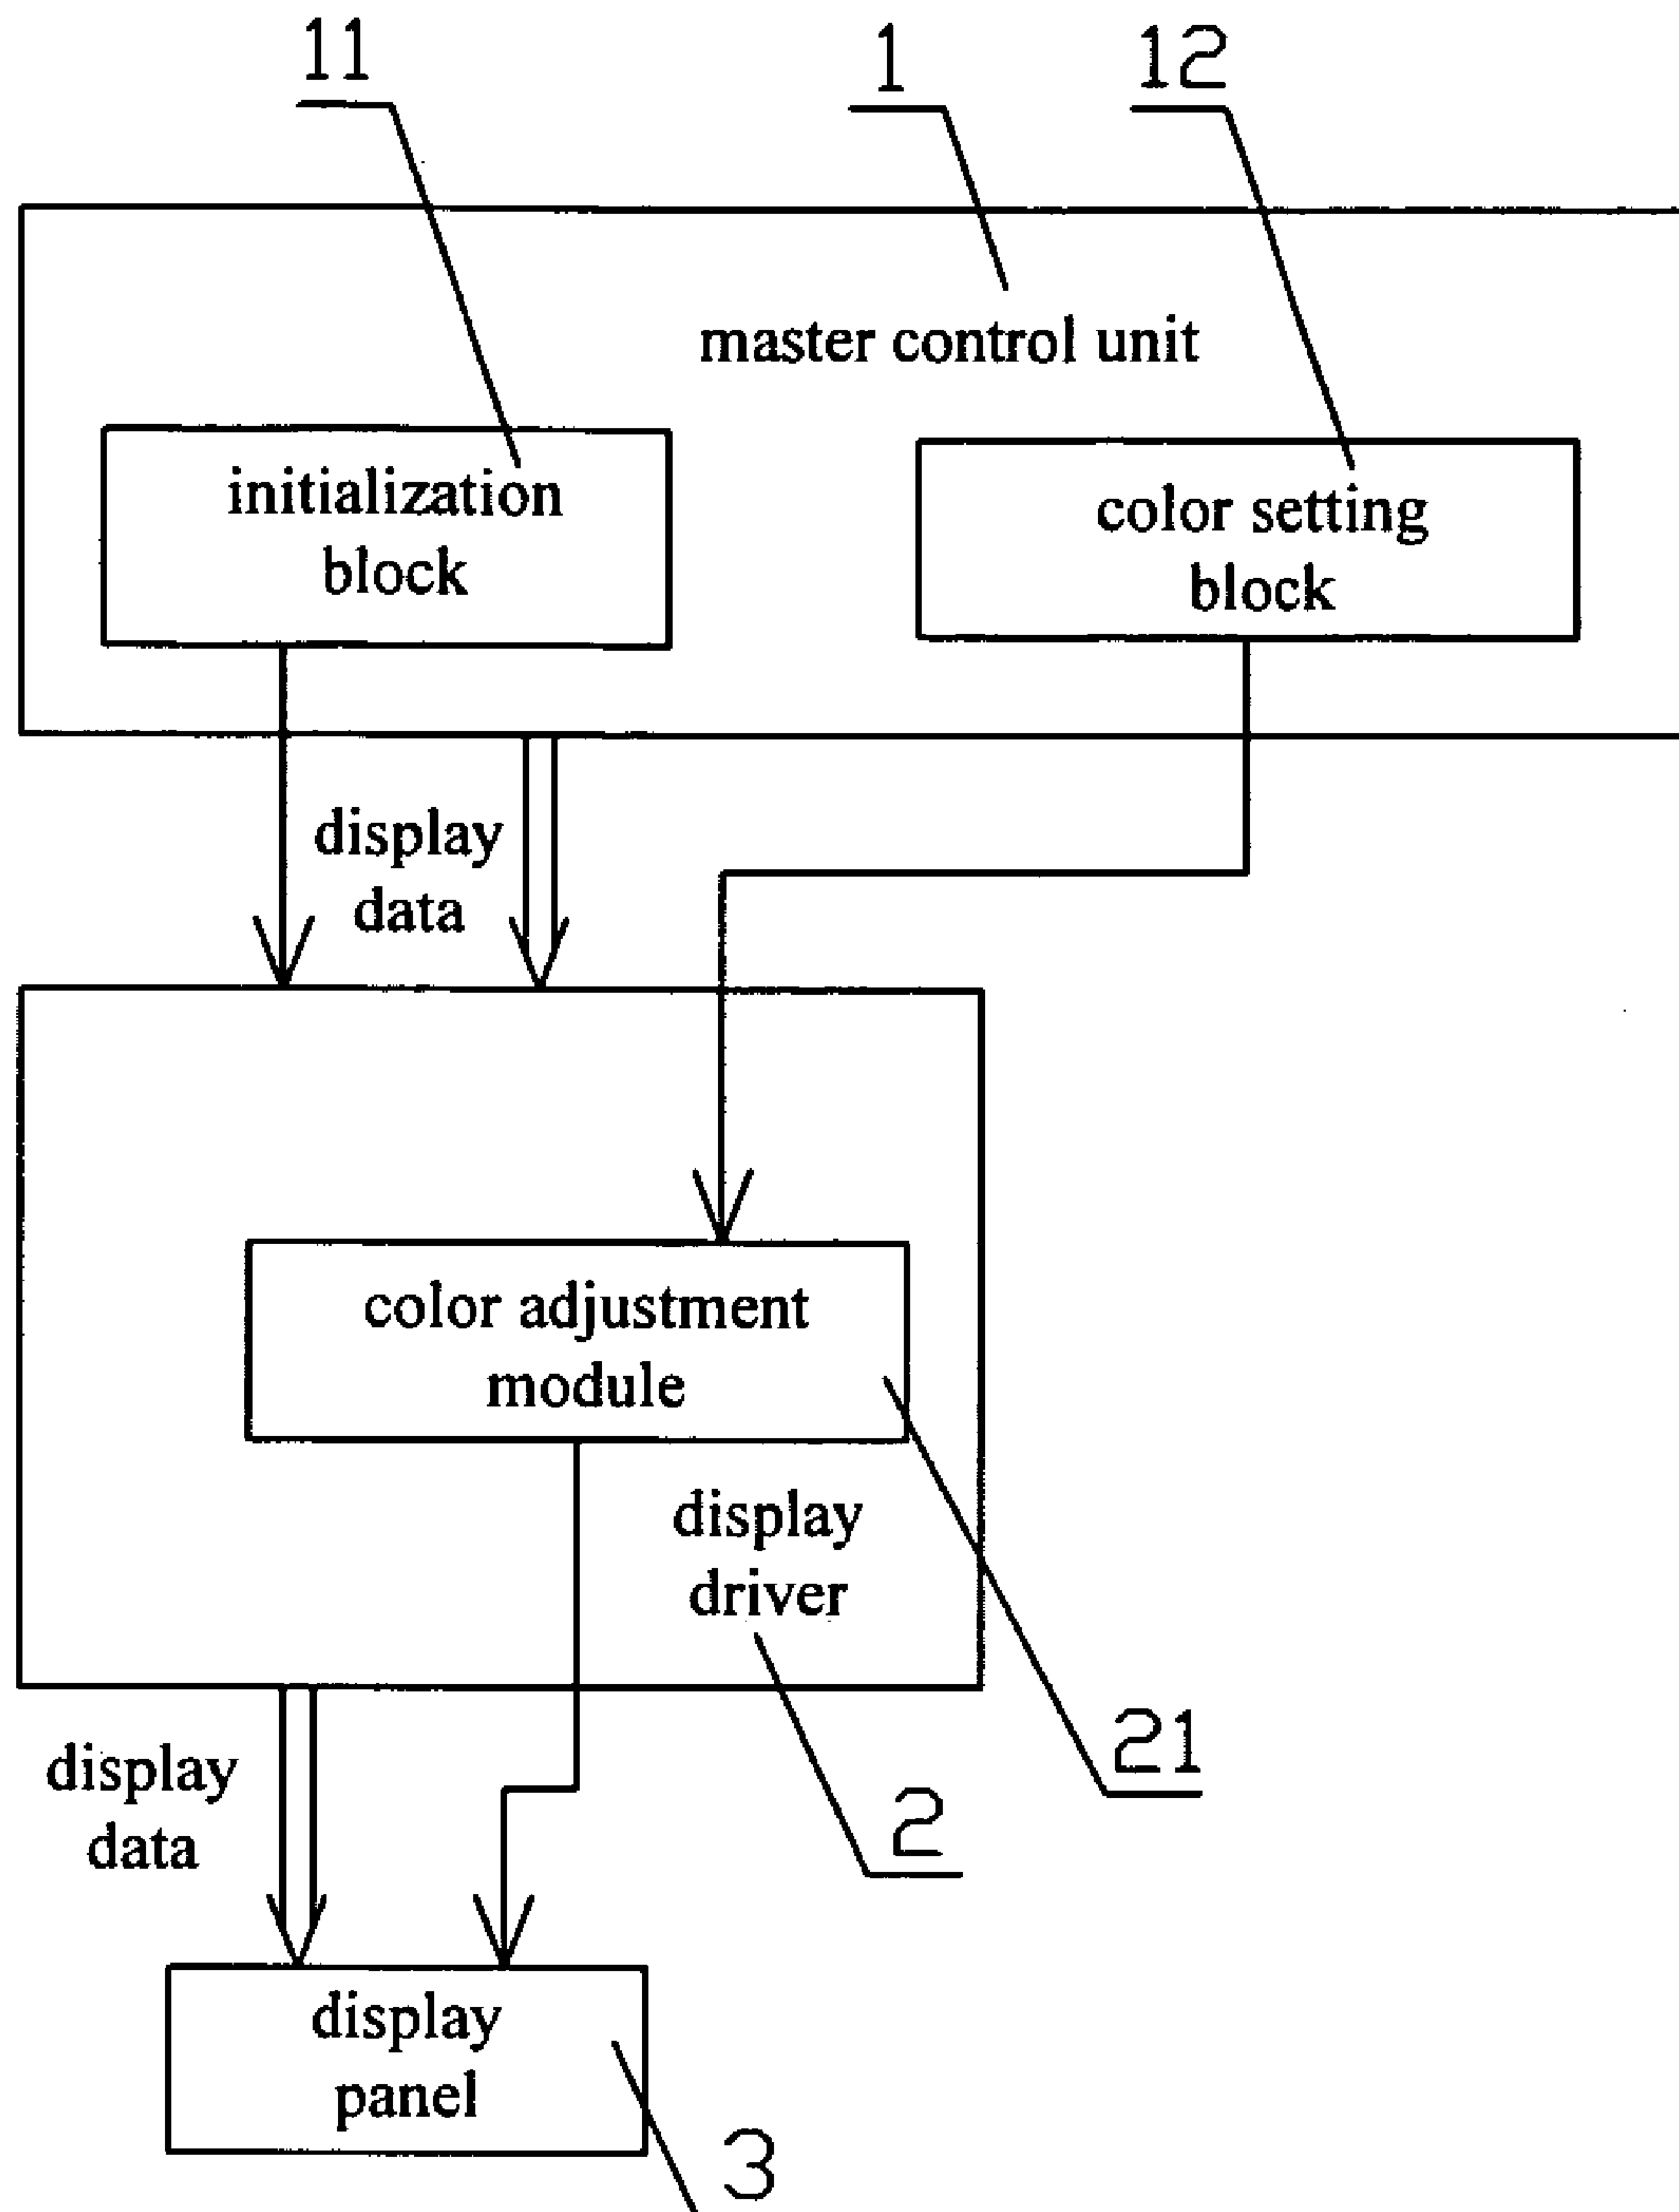 11
1
12
master control unit
initialization
block
color setting
block
display
data
color adjustment
module
display
driver
21
display
data
2
display
panel
3